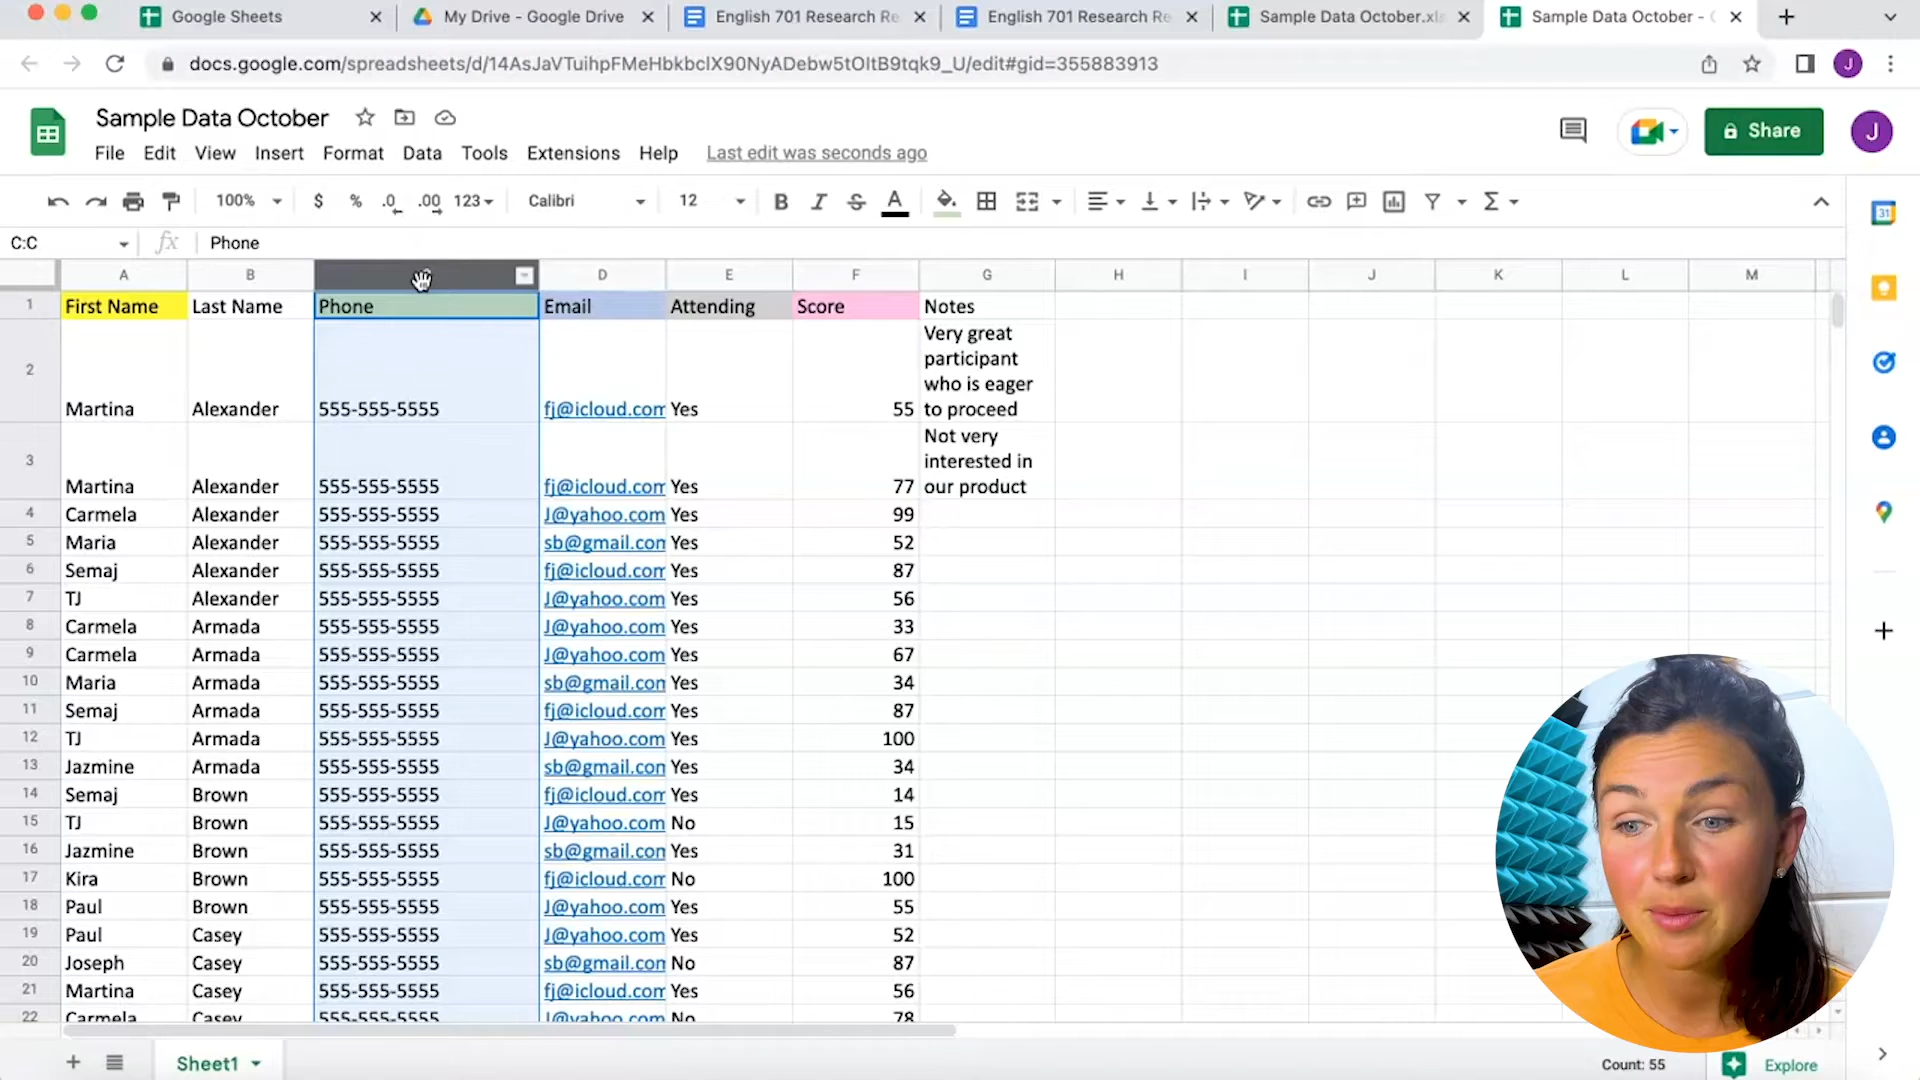 Google Sheets
My Drive - Google Drive
English 701 Research Re
English 701 Research Re
Sample Data October.xla
Sample Data October -
docs.google.com/spreadsheets/d/14AsJaVTuihpFMeHbkbclX90NyADebw5tOItB9tqk9_U/edit#gid=355883913
J
Sample Data October
File Edit View Insert Format Data Tools Extensions Help Last edit was seconds ago
Share
J
100% $ % .0 .00 123 Calibri 12 B I S A Σ
31
C:C fx Phone
A B D E F G H I J K L M
1 First Name Last Name Phone Email Attending Score Notes
Very great
participant
2 who is eager
Martina Alexander 555-555-5555 fj@icloud.com Yes 55 to proceed
Not very
3 interested in
Martina Alexander 555-555-5555 fj@icloud.com Yes 77 our product
4 Carmela Alexander 555-555-5555 J@yahoo.com Yes 99
5 Maria Alexander 555-555-5555 sb@gmail.com Yes 52
6 Semaj Alexander 555-555-5555 fj@icloud.com Yes 87
7 TJ Alexander 555-555-5555 J@yahoo.com Yes 56
8 Carmela Armada 555-555-5555 J@yahoo.com Yes 33
9 Carmela Armada 555-555-5555 J@yahoo.com Yes 67
10 Maria Armada 555-555-5555 sb@gmail.com Yes 34
11 Semaj Armada 555-555-5555 fj@icloud.com Yes 87
12 TJ Armada 555-555-5555 J@yahoo.com Yes 100
13 Jazmine Armada 555-555-5555 sb@gmail.com Yes 34
14 Semaj Brown 555-555-5555 fj@icloud.com Yes 14
15 TJ Brown 555-555-5555 J@yahoo.com No 15
16 Jazmine Brown 555-555-5555 sb@gmail.com Yes 31
17 Kira Brown 555-555-5555 fj@icloud.com No 100
18 Paul Brown 555-555-5555 J@yahoo.com Yes 55
19 Paul Casey 555-555-5555 J@yahoo.com Yes 52
20 Joseph Casey 555-555-5555 sb@gmail.com No 87
21 Martina Casey 555-555-5555 fj@icloud.com Yes 56
22 Carmela Casey 555-555-5555 J@yahoo.com No 78
Sheet1
Count: 55
Explore